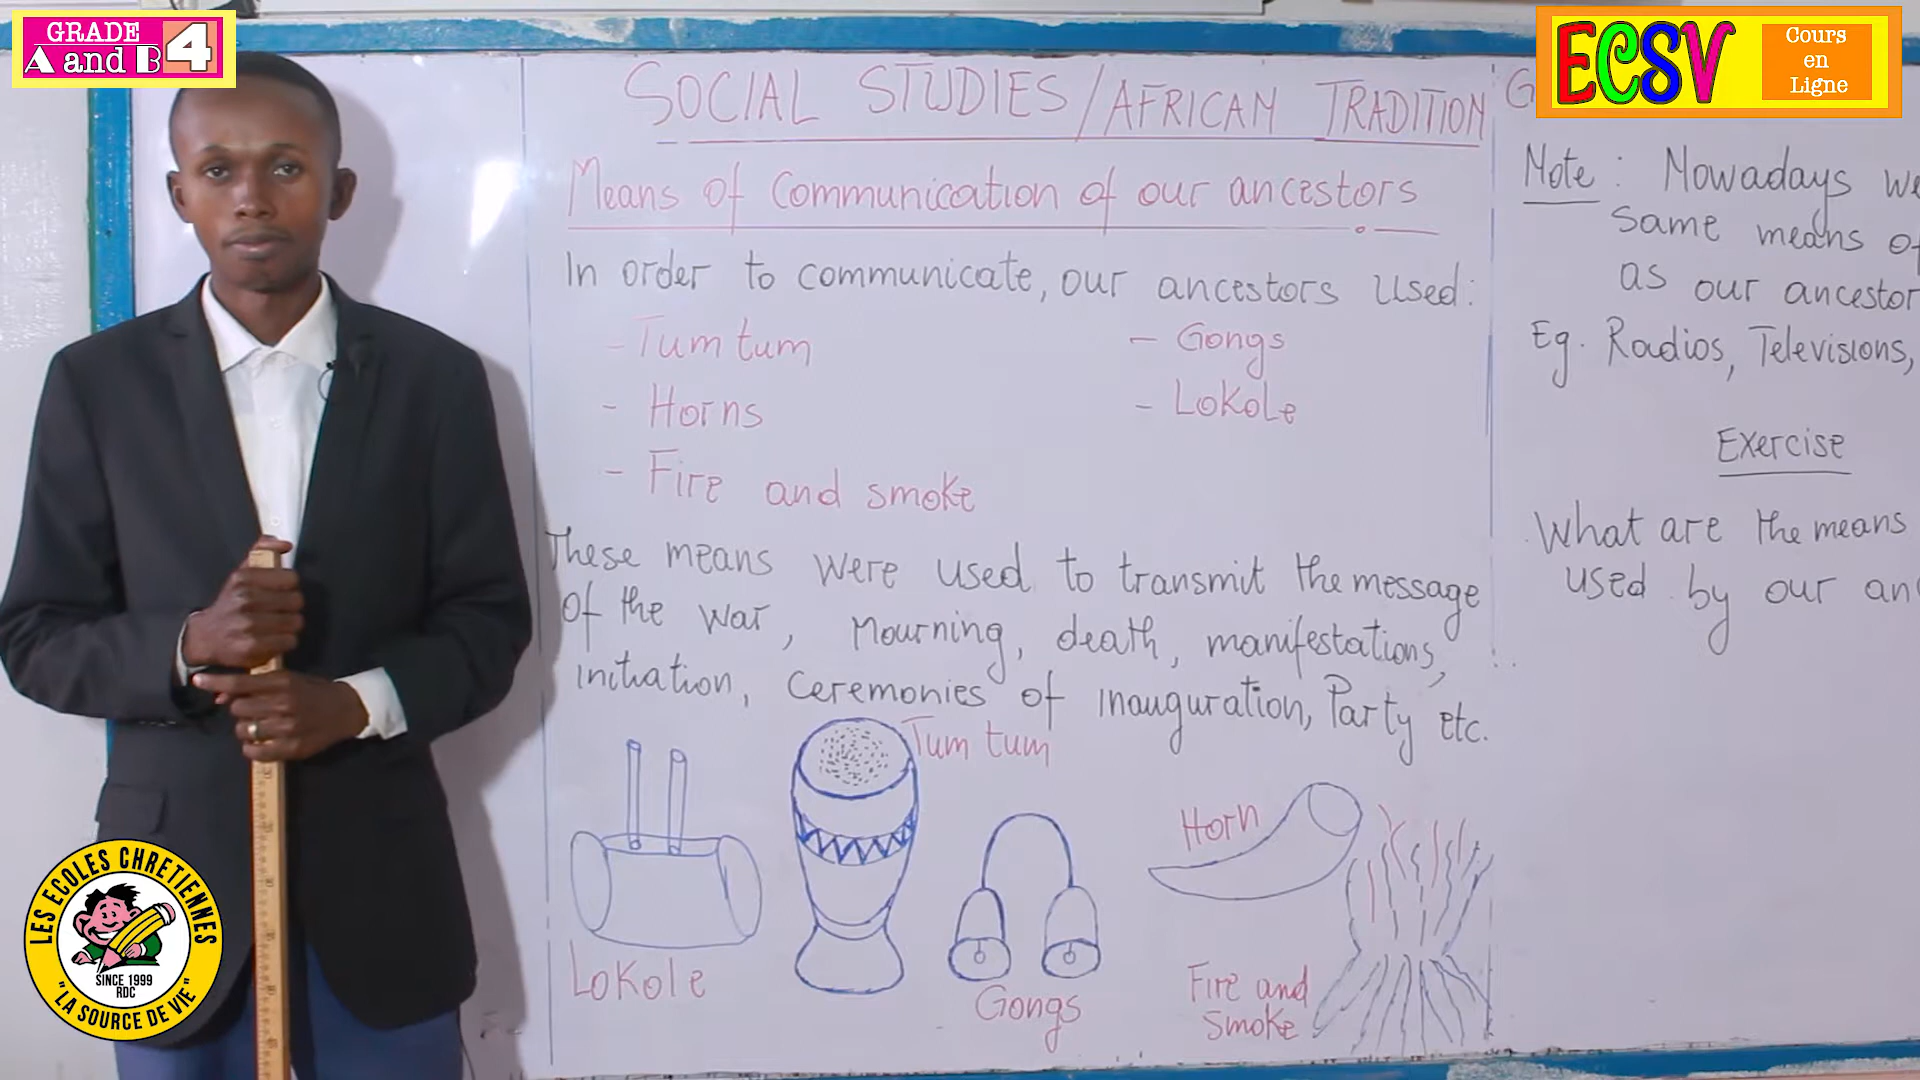 GRADE
A and B 4
ECSV
Cours
en
Ligne
SOCIAL STUDIES/AFRICAN TRADITION
Means of communication of our ancestors
In order to communicate, our ancestors used:
- Tum tum
- Gongs
- Horns
- Lokole
- Fire and smoke
These means were used to transmit the message
of the war, Mourning, death, manifestations,
initiation, ceremonies of inauguration, Party etc.
Tum tum
Horn
Lokole
Gongs
Fire and
Smoke
Note: Nowadays we
same means of
as our ancestor
Eg. Radios, Televisions,
Exercise
What are the means
used by our an
LES ECOLES CHRETIENNES
SINCE 1999
RDC
"LA SOURCE DE VIE"